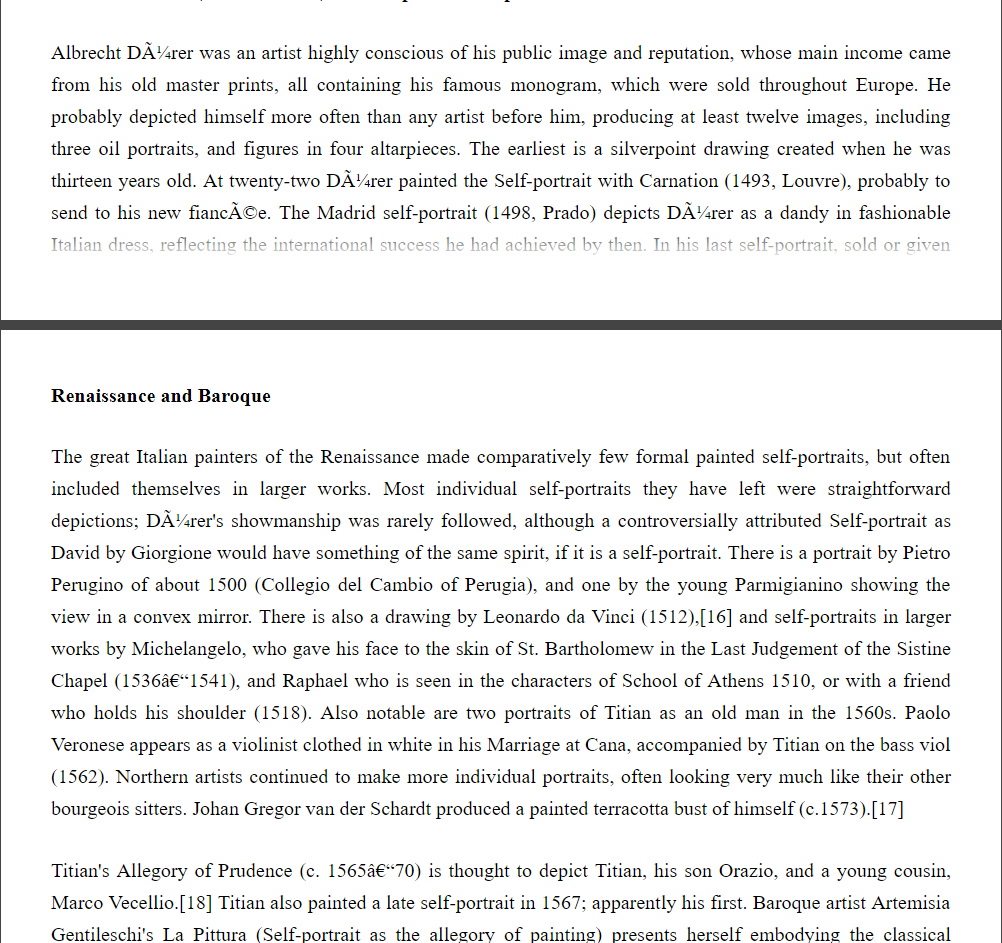 Albrecht DÃ¼rer was an artist highly conscious of his public image and reputation, whose main income came
from his old master prints, all containing his famous monogram, which were sold throughout Europe. He
probably depicted himself more often than any artist before him, producing at least twelve images, including
three oil portraits, and figures in four altarpieces. The earliest is a silverpoint drawing created when he was
thirteen years old. At twenty-two DÃ¼rer painted the Self-portrait with Carnation (1493, Louvre), probably to
send to his new fiancÃ©e. The Madrid self-portrait (1498, Prado) depicts DÃ¼rer as a dandy in fashionable
Italian dress, reflecting the international success he had achieved by then. In his last self-portrait, sold or given
Renaissance and Baroque
The great Italian painters of the Renaissance made comparatively few formal painted self-portraits, but often
included themselves in larger works. Most individual self-portraits they have left were straightforward
depictions; DÃ¼rer's showmanship was rarely followed, although a controversially attributed Self-portrait as
David by Giorgione would have something of the same spirit, if it is a self-portrait. There is a portrait by Pietro
Perugino of about 1500 (Collegio del Cambio of Perugia), and one by the young Parmigianino showing the
view in a convex mirror. There is also a drawing by Leonardo da Vinci (1512),[16] and self-portraits in larger
works by Michelangelo, who gave his face to the skin of St. Bartholomew in the Last Judgement of the Sistine
Chapel (1536â€“1541), and Raphael who is seen in the characters of School of Athens 1510, or with a friend
who holds his shoulder (1518). Also notable are two portraits of Titian as an old man in the 1560s. Paolo
Veronese appears as a violinist clothed in white in his Marriage at Cana, accompanied by Titian on the bass viol
(1562). Northern artists continued to make more individual portraits, often looking very much like their other
bourgeois sitters. Johan Gregor van der Schardt produced a painted terracotta bust of himself (c.1573).[17]
Titian's Allegory of Prudence (c. 1565â€“70) is thought to depict Titian, his son Orazio, and a young cousin,
Marco Vecellio.[18] Titian also painted a late self-portrait in 1567; apparently his first. Baroque artist Artemisia
Gentileschi's La Pittura (Self-portrait as the allegory of painting) presents herself embodying the classical